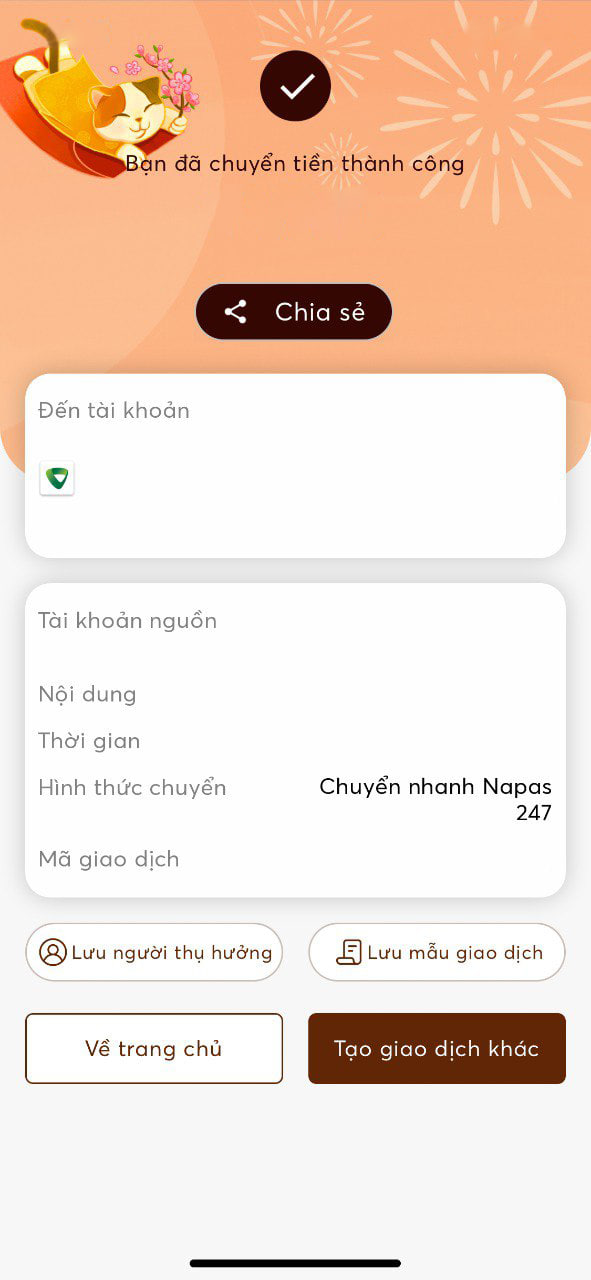 Bạn đã chuyển tiền thành công
Chia sẻ
Đến tài khoản
Tài khoản nguồn
Nội dung
Thời gian
Hình thức chuyển
Chuyển nhanh Napas
247
Mã giao dịch
Lưu người thụ hưởng
Lưu mẫu giao dịch
Về trang chủ
Tạo giao dịch khác